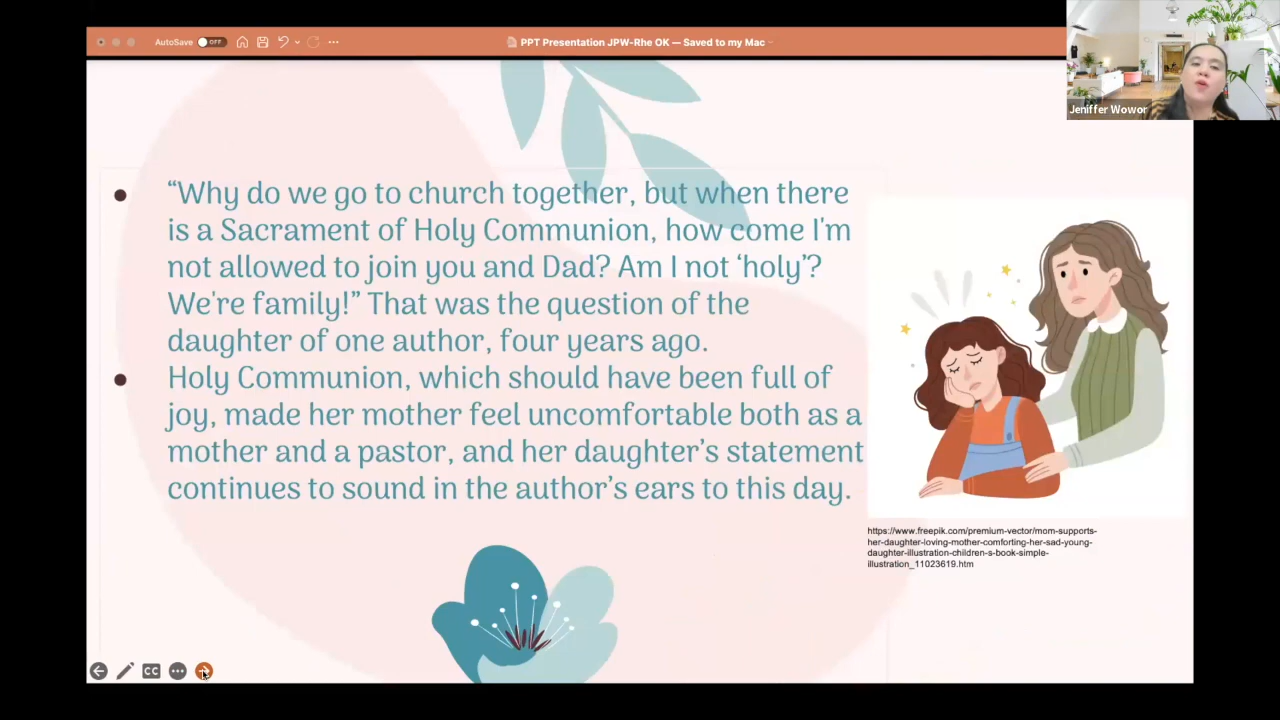 AutoSave OFF
PPT Presentation JPW-Rhe OK — Saved to my Mac
Jeniffer Wowor
“Why do we go to church together, but when there
is a Sacrament of Holy Communion, how come I'm
not allowed to join you and Dad? Am I not ‘holy’?
We're family!” That was the question of the
daughter of one author, four years ago.
Holy Communion, which should have been full of
joy, made her mother feel uncomfortable both as a
mother and a pastor, and her daughter’s statement
continues to sound in the author’s ears to this day.
https://www.freepik.com/premium-vector/mom-supports-
her-daughter-loving-mother-comforting-her-sad-young-
daughter-illustration-children-s-book-simple-
illustration_11023619.htm
CC